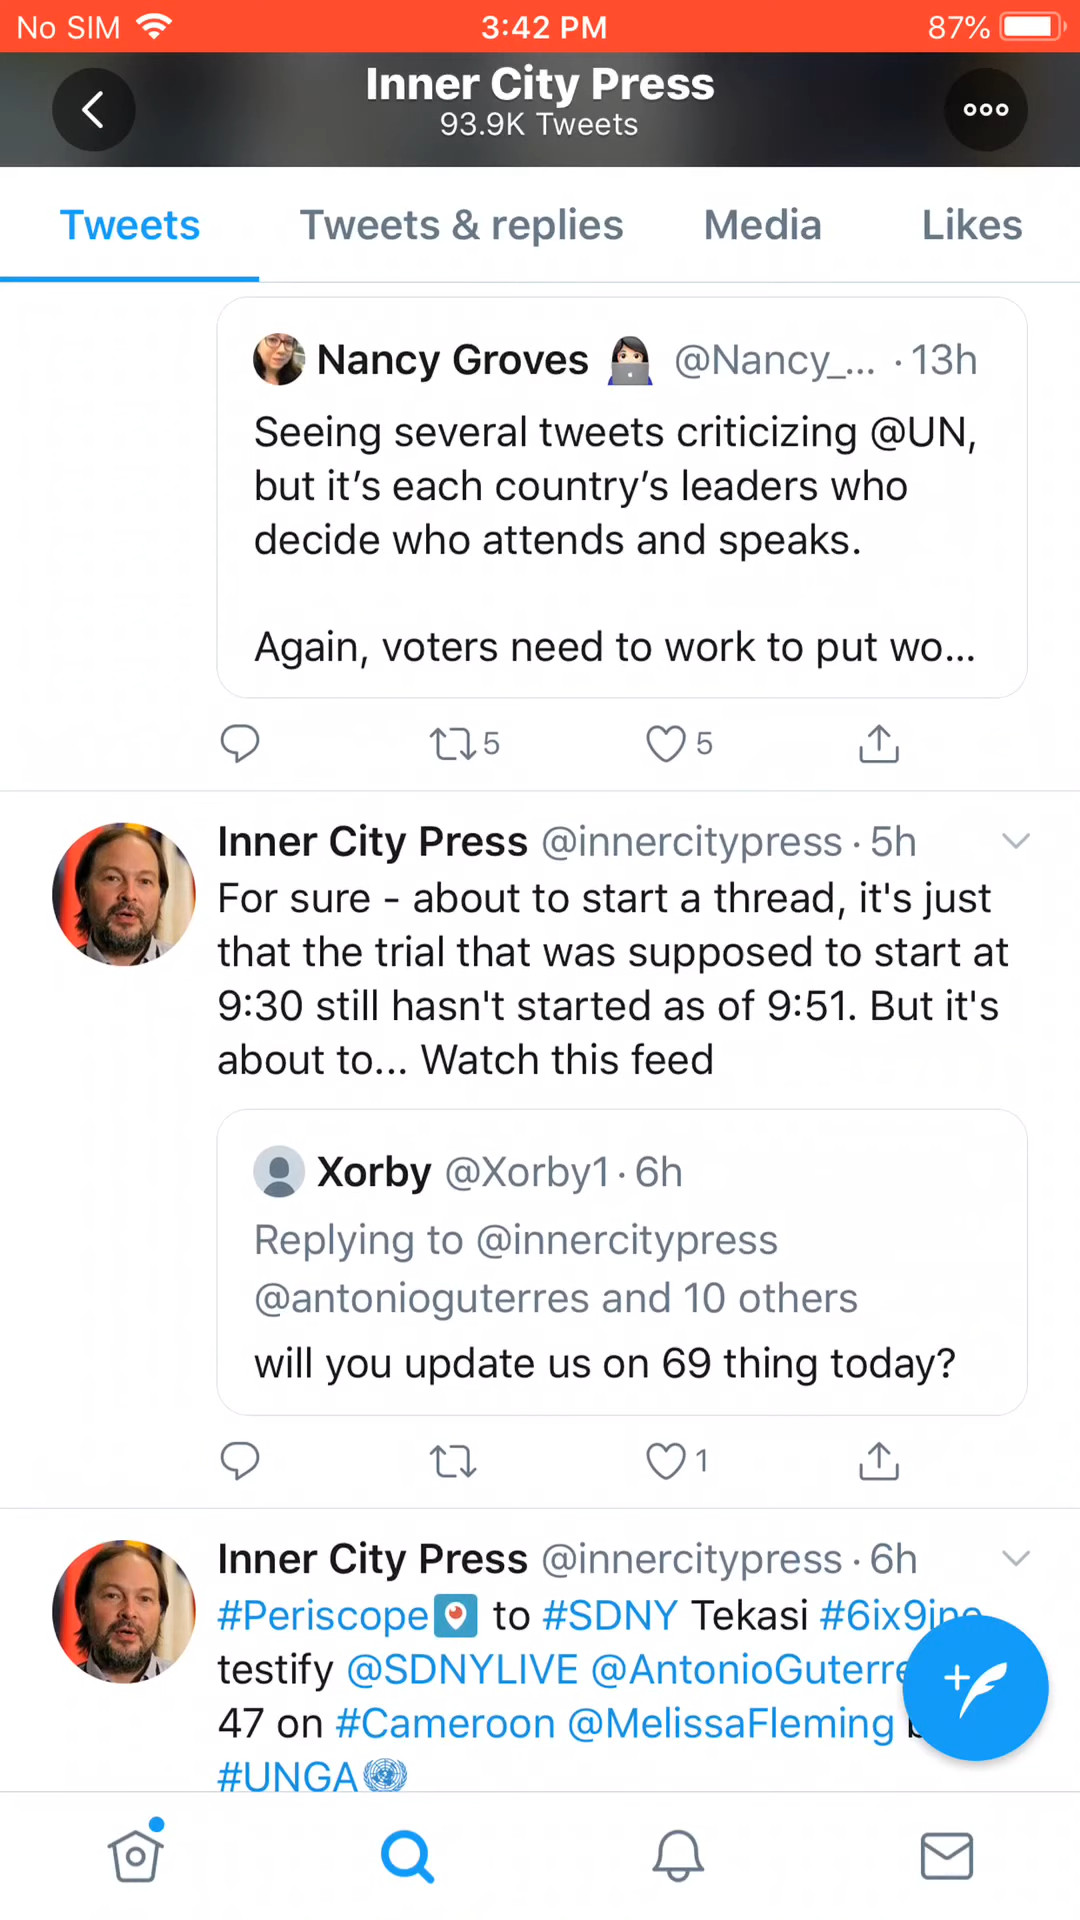 No SIM 3:42 PM 87%
Inner City Press
93.9K Tweets
Tweets Tweets & replies Media Likes
Nancy Groves @Nancy_... · 13h
Seeing several tweets criticizing @UN,
but it’s each country’s leaders who
decide who attends and speaks.
Again, voters need to work to put wo...
5 5
Inner City Press @innercitypress · 5h
For sure - about to start a thread, it's just
that the trial that was supposed to start at
9:30 still hasn't started as of 9:51. But it's
about to... Watch this feed
Xorby @Xorby1 · 6h
Replying to @innercitypress
@antonioguterres and 10 others
will you update us on 69 thing today?
1
Inner City Press @innercitypress · 6h
#Periscope to #SDNY Tekasi #6ix9ine
testify @SDNYLIVE @AntonioGuterre
47 on #Cameroon @MelissaFleming
#UNGA